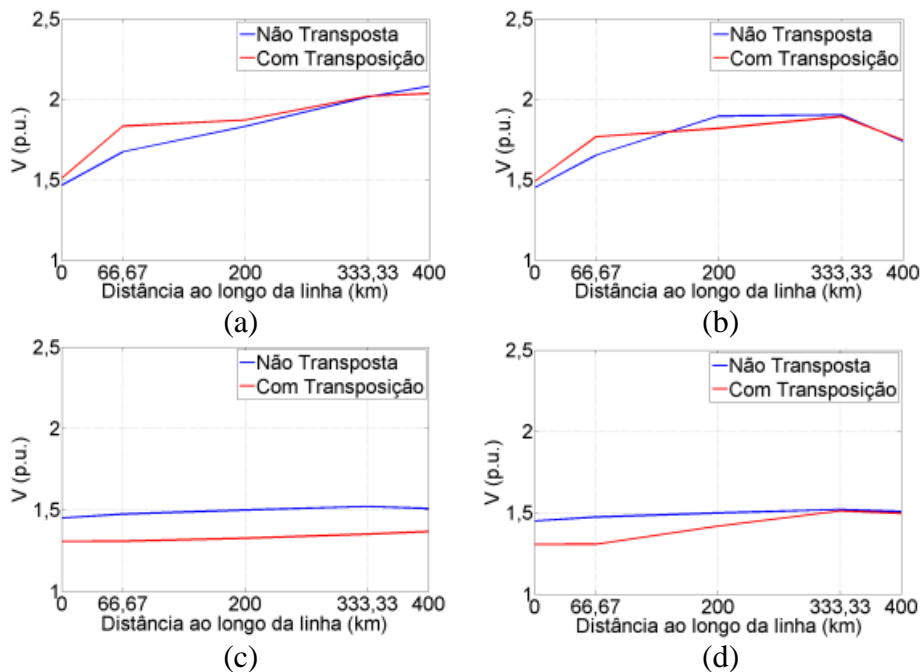 2,5
2
1,5
1
V (p.u.)
Não Transposta
Com Transposição
0 66,67 200 333,33 400
Distância ao longo da linha (km)
(a)
2,5
2
1,5
1
V (p.u.)
Não Transposta
Com Transposição
0 66,67 200 333,33 400
Distância ao longo da linha (km)
(b)
2,5
2
1,5
1
V (p.u.)
Não Transposta
Com Transposição
0 66,67 200 333,33 400
Distância ao longo da linha (km)
(c)
2,5
2
1,5
1
V (p.u.)
Não Transposta
Com Transposição
0 66,67 200 333,33 400
Distância ao longo da linha (km)
(d)